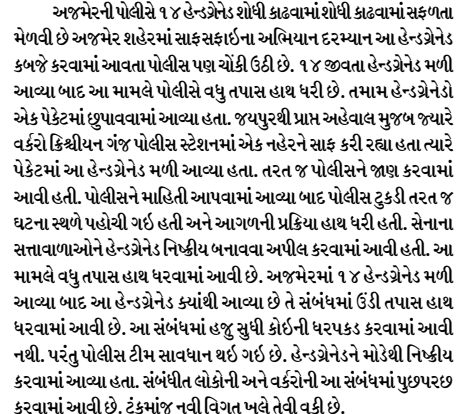 અજમેરની પોલીસે ૧૪ હેન્ડગ્રેનેડ શોધી કાઢવામાં શોધી કાઢવામાં સફળતા
મેળવી છે અજમેર શહેરમાં સાફસફાઇના અભિયાન દરમ્યાન આ હેન્ડગ્રેનેડ
કબજે કરવામાં આવતા પોલીસ પણ ચોંકી ઉઠી છે. ૧૪ જીવતા હેન્ડગ્રેનેડ મળી
આવ્યા બાદ આ મામલે પોલીસે વધુ તપાસ હાથ ધરી છે. તમામ હેન્ડગ્રેનેડો
એક પેકેટમાં છુપાવવામાં આવ્યા હતા. જયપુરથી પ્રાપ્ત અહેવાલ મુજબ જ્યારે
વર્કરો ક્રિશ્ચીયન ગંજ પોલીસ સ્ટેશનમાં એક નહેરને સાફ કરી રહ્યા હતા ત્યારે
પેકેટમાં આ હેન્ડગ્રેનેડ મળી આવ્યા હતા. તરત જ પોલીસને જાણ કરવામાં
આવી હતી. પોલીસને માહિતી આપવામાં આવ્યા બાદ પોલીસ ટુકડી તરત જ
ઘટના સ્થળે પહોચી ગઇ હતી અને આગળની પ્રક્રિયા હાથ ધરી હતી. સેનાના
સત્તાવાળાઓને હેન્ડગ્રેનેડ નિષ્ક્રીય બનાવવા અપીલ કરવામાં આવી હતી. આ
મામલે વધુ તપાસ હાથ ધરવામાં આવી છે. અજમેરમાં ૧૪ હેન્ડગ્રેનેડ મળી
આવ્યા બાદ આ હેન્ડગ્રેનેડ ક્યાંથી આવ્યા છે તે સંબંધમાં ઉંડી તપાસ હાથ
ધરવામાં આવી છે. આ સંબંધમાં હજુ સુધી કોઇની ધરપકડ કરવામાં આવી
નથી. પરંતુ પોલીસ ટીમ સાવધાન થઇ ગઇ છે. હેન્ડગ્રેનેડને મોડેથી નિષ્ક્રીય
કરવામાં આવ્યા હતા. સંબંધીત લોકોની અને વર્કરોની આ સંબંધમાં પુછપરછ
કરવામાં આવી છે. ટૂંકમાંજ નવી વિગત ખુલે તેવી વકી છે.